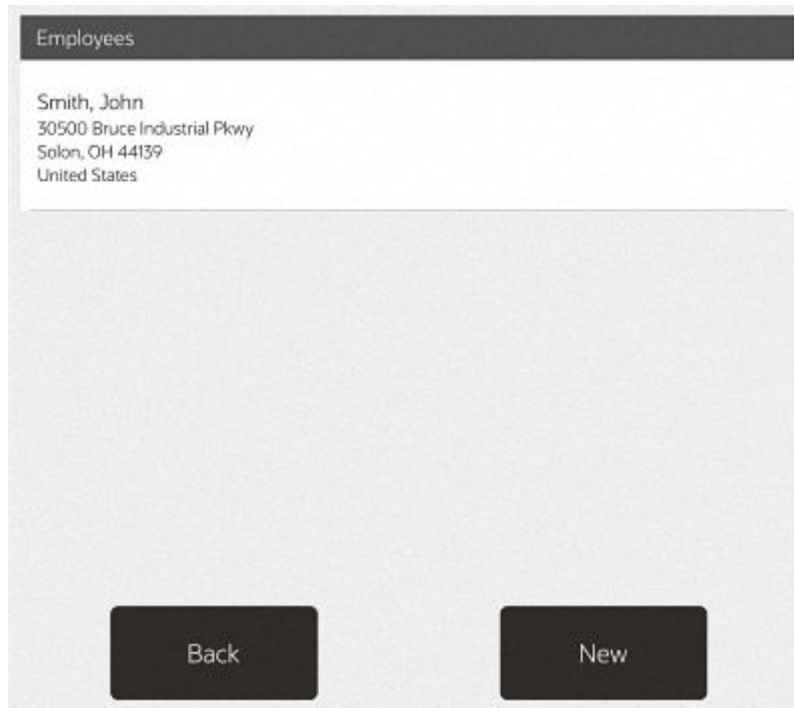 Employees
Smith, John
30500 Bruce Industrial Pkwy
Solon, OH 44139
United States
Back
New